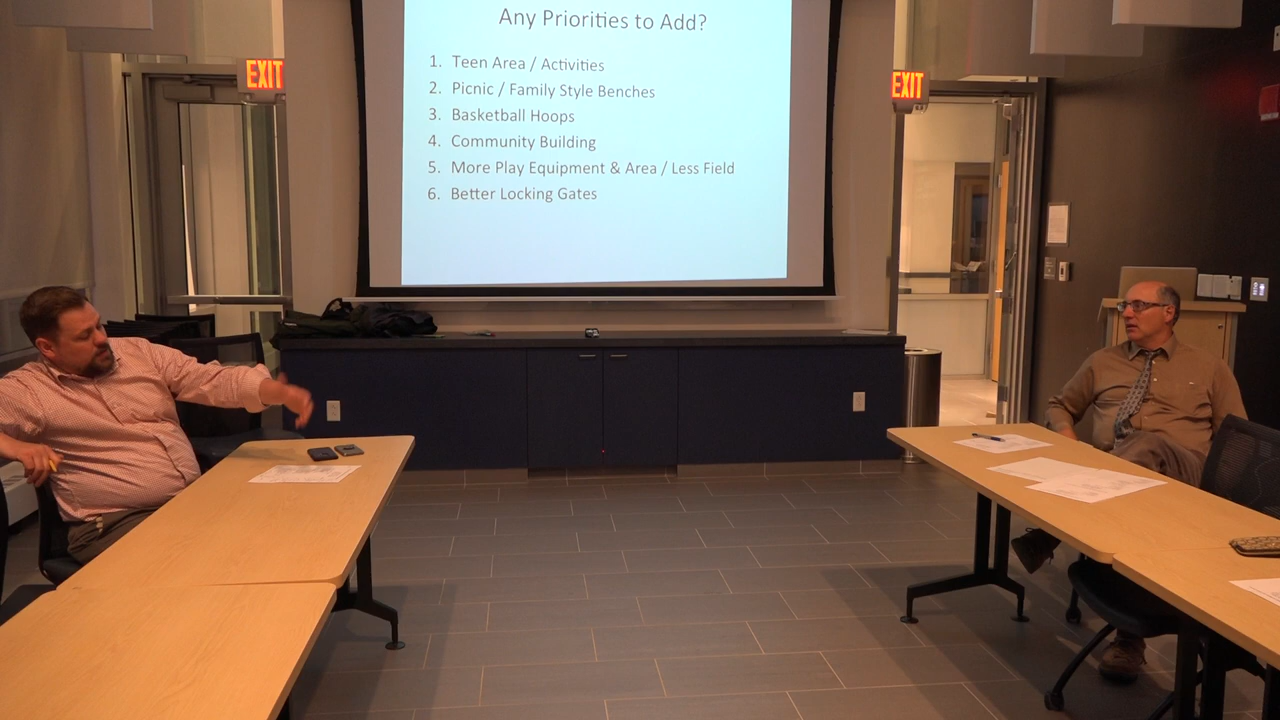 Any Priorities to Add?
1. Teen Area / Activities
2. Picnic / Family Style Benches
3. Basketball Hoops
4. Community Building
5. More Play Equipment & Area / Less Field
6. Better Locking Gates
EXIT
EXIT